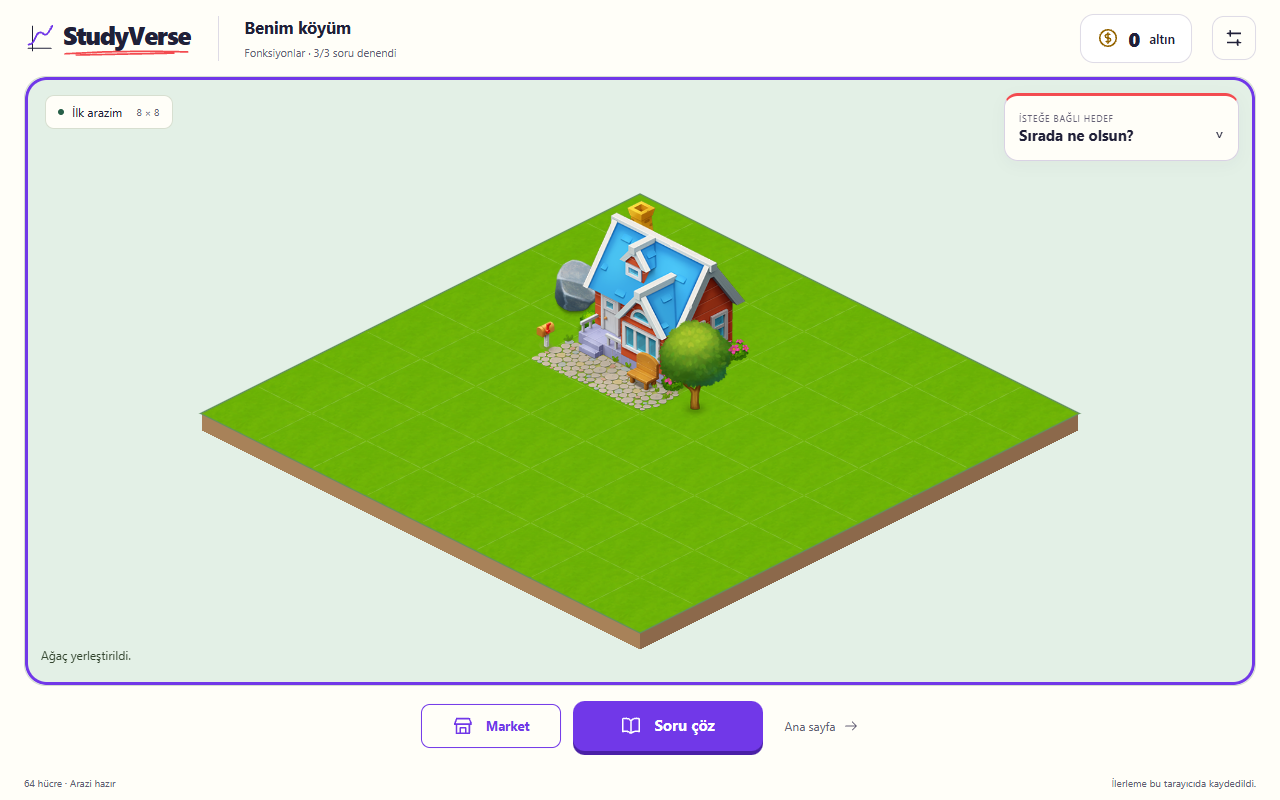 StudyVerse
Benim köyüm
Fonksiyonlar · 3/3 soru denendi
0 altın
İlk arazim 8 × 8
İSTEĞE BAĞLI HEDEF
Sırada ne olsun?
v
Ağaç yerleştirildi.
Market
Soru çöz
Ana sayfa →
64 hücre · Arazi hazır
İlerleme bu tarayıcıda kaydedildi.